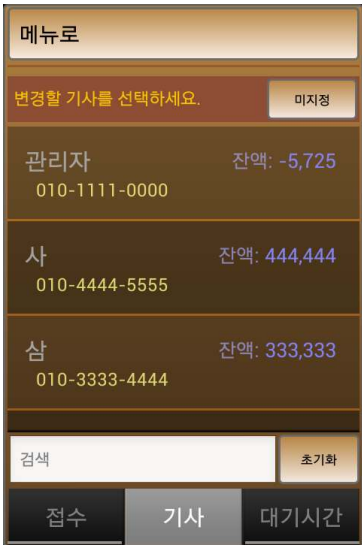 메뉴로
변경할 기사를 선택하세요. 미지정
관리자 잔액: -5,725
010-1111-0000
사 잔액: 444,444
010-4444-5555
삼 잔액: 333,333
010-3333-4444
검색 초기화
접수 기사 대기시간